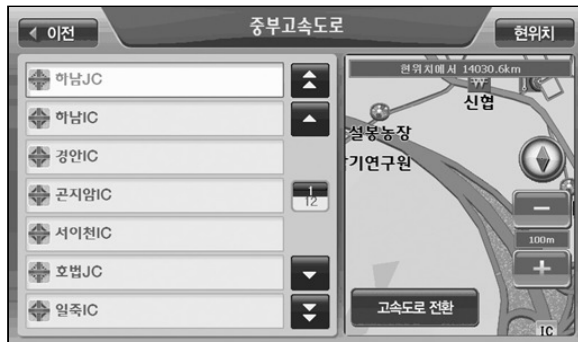 이전
중부고속도로
현위치
하남JC
하남IC
경안IC
곤지암IC
서이천IC
호법JC
일죽IC
1
12
현위치에서 14030.6km
신협
설봉농장
기연구원
100m
고속도로 전환
IC